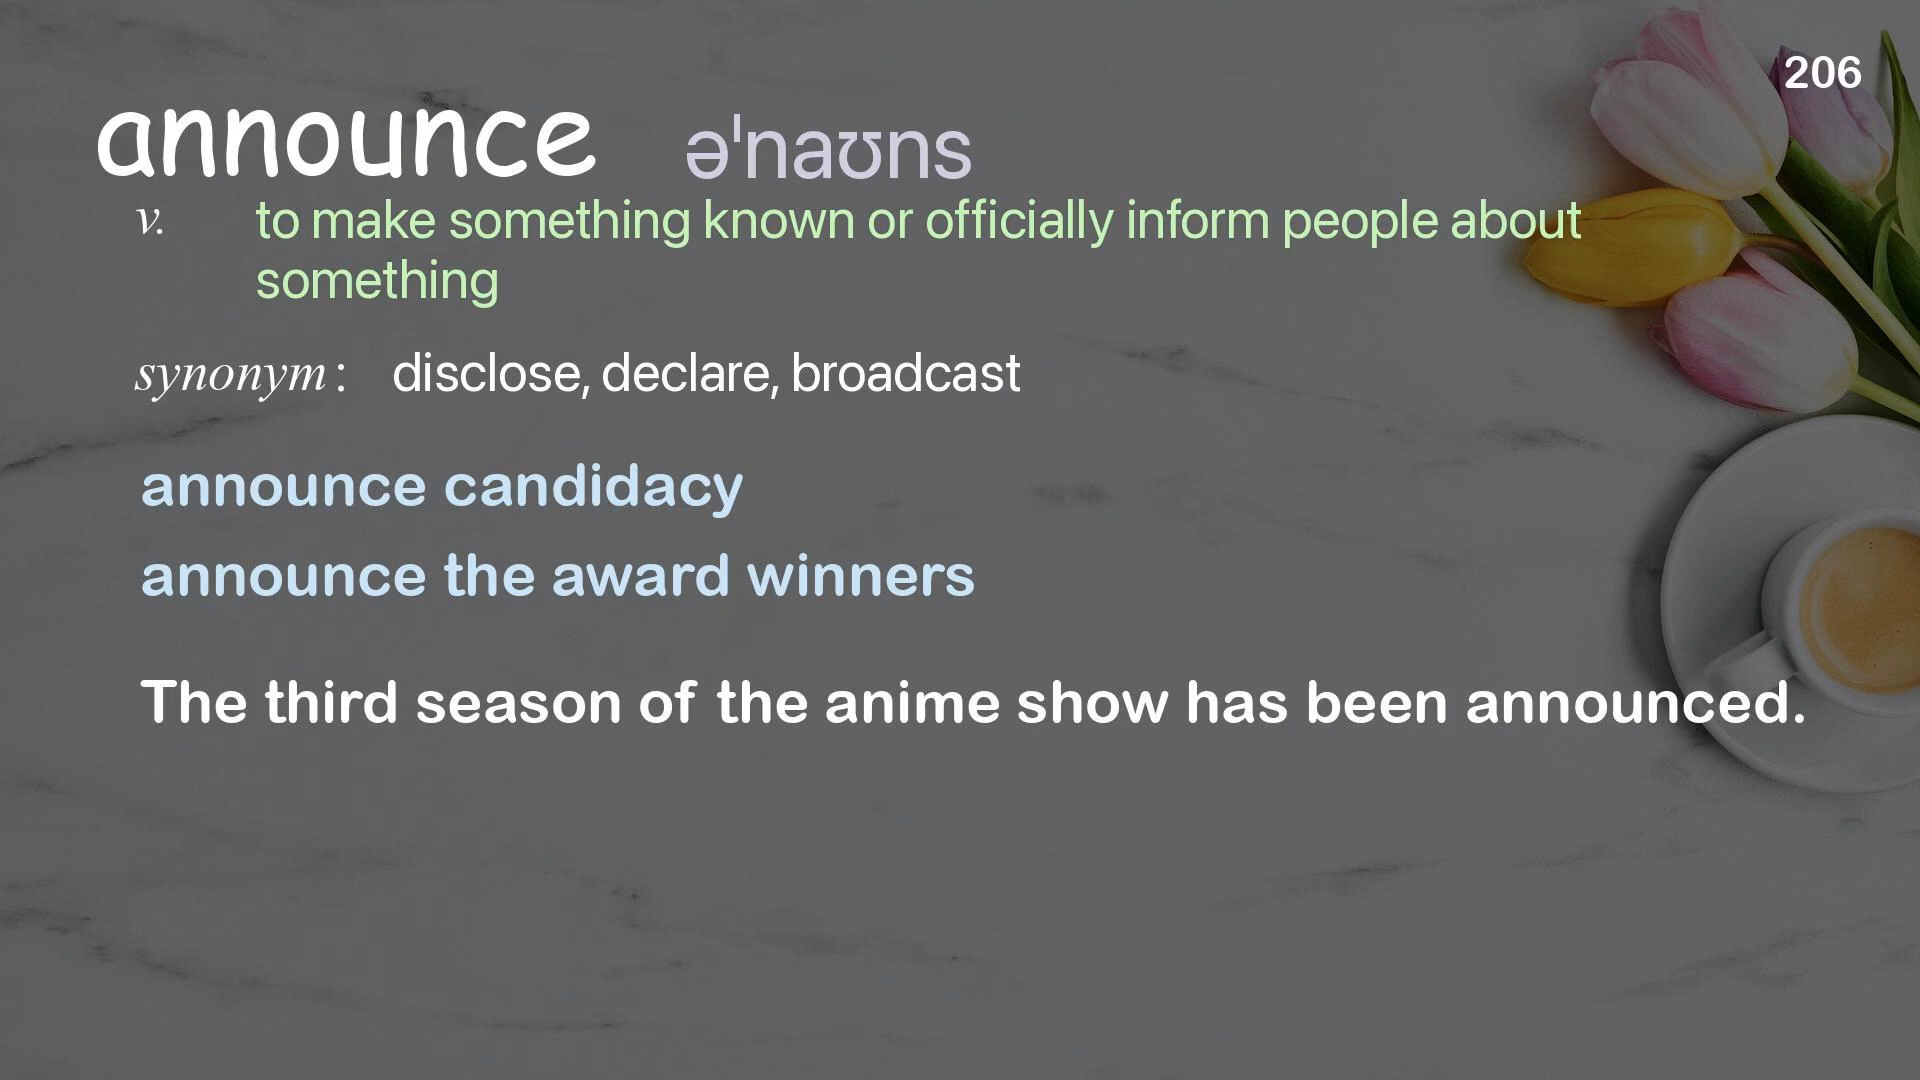 206
announce əˈnaʊns
v. to make something known or officially inform people about
something
synonym : disclose, declare, broadcast
announce candidacy
announce the award winners
The third season of the anime show has been announced.